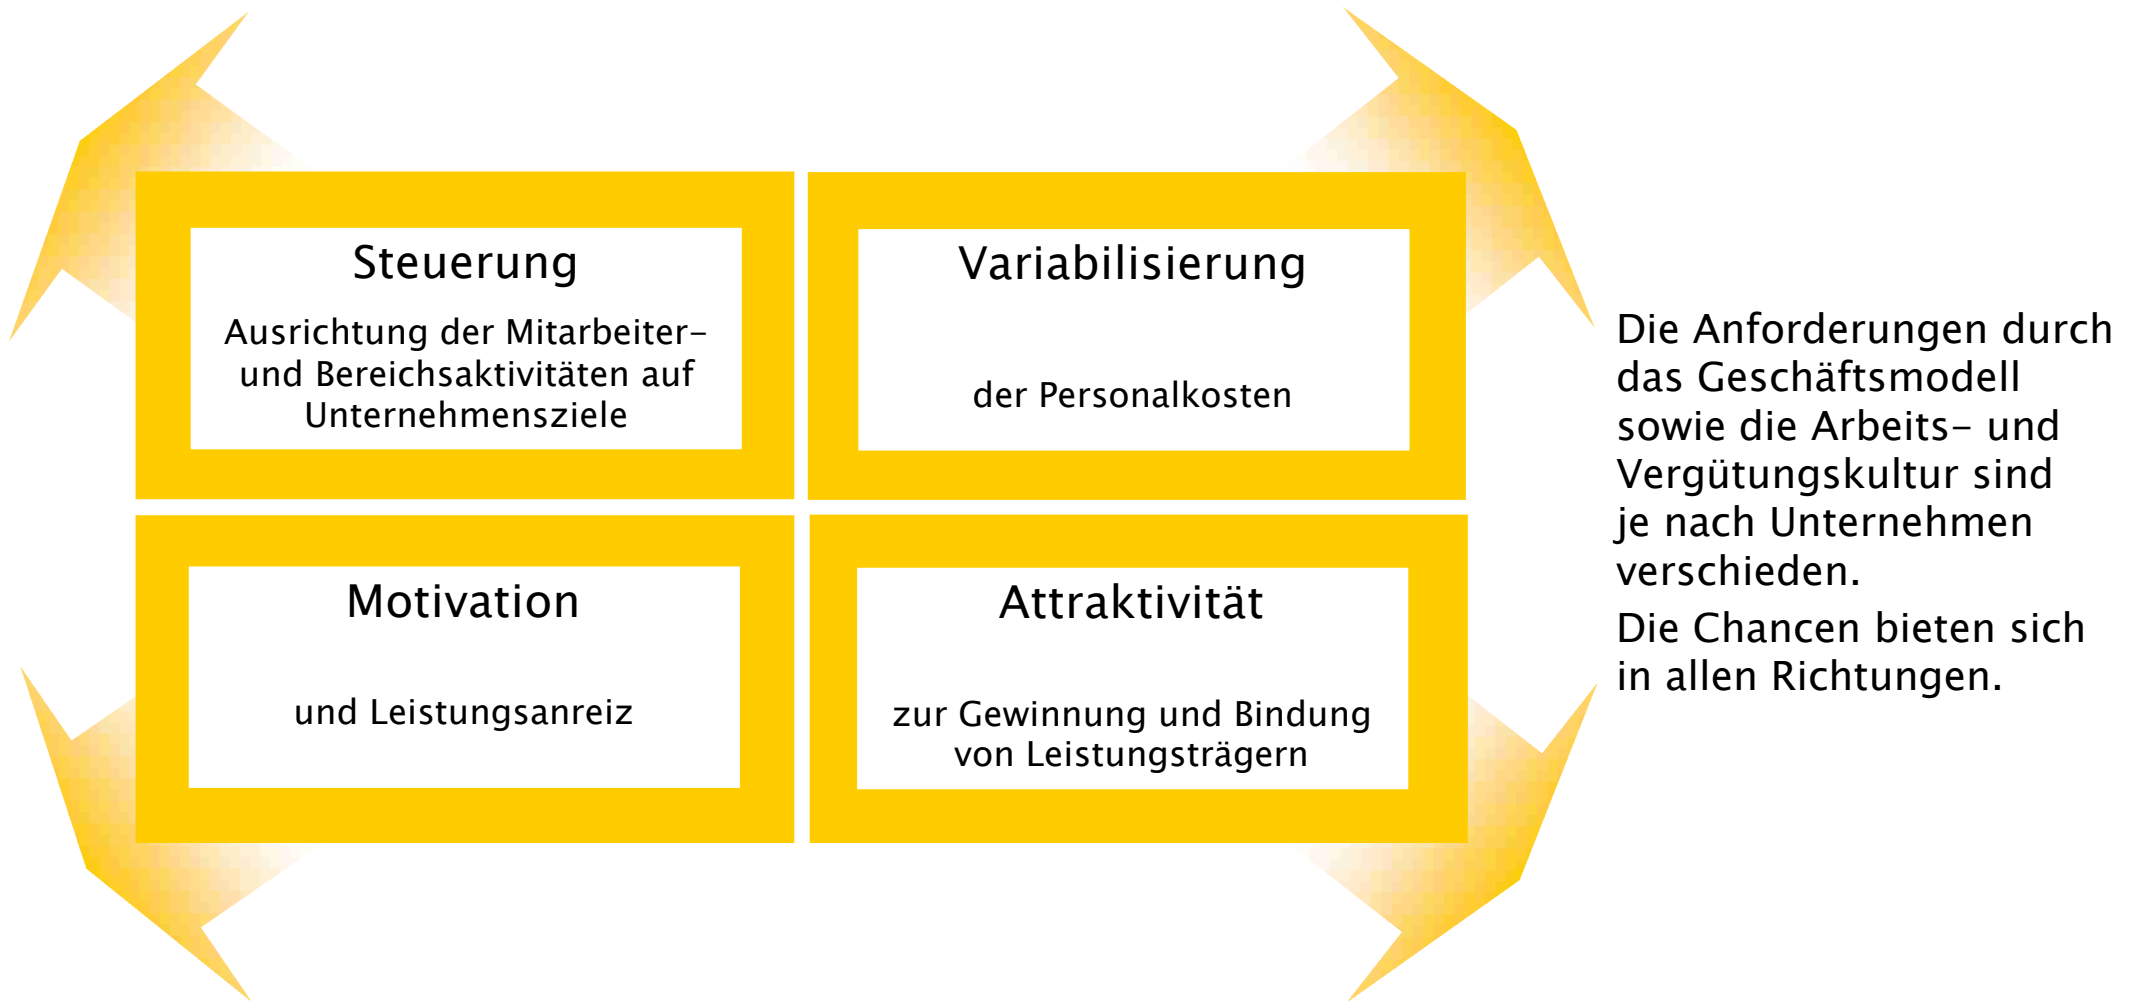 Steuerung
Ausrichtung der Mitarbeiter-
und Bereichsaktivitäten auf
Unternehmensziele
Variabilisierung
der Personalkosten
Motivation
und Leistungsanreiz
Attraktivität
zur Gewinnung und Bindung
von Leistungsträgern
Die Anforderungen durch
das Geschäftsmodell
sowie die Arbeits- und
Vergütungskultur sind
je nach Unternehmen
verschieden.
Die Chancen bieten sich
in allen Richtungen.